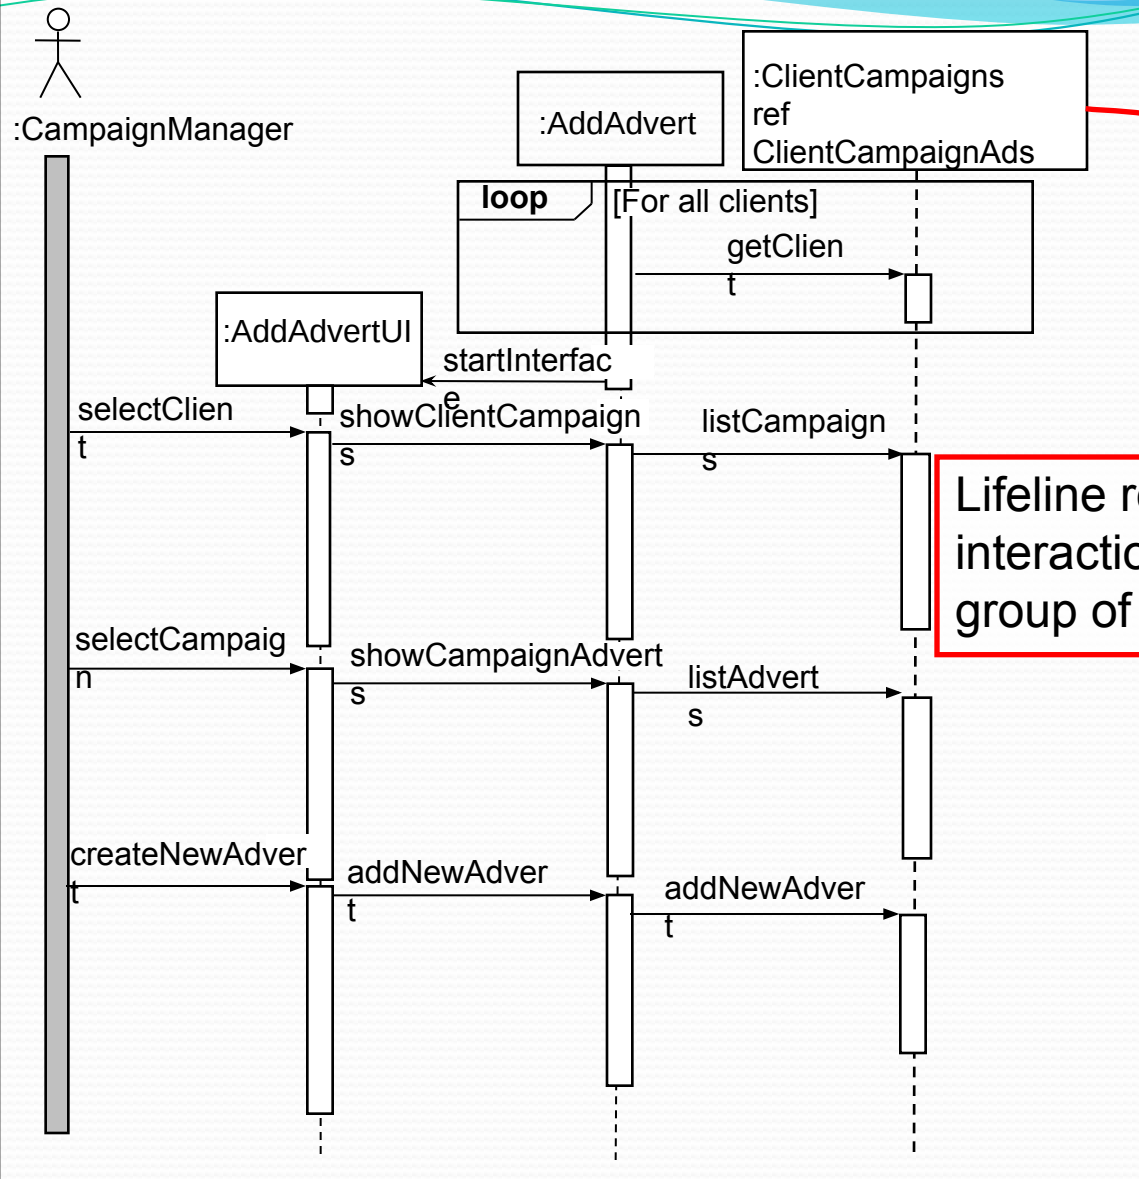 :CampaignManager
:AddAdvert
:ClientCampaigns
ref
ClientCampaignAds
loop
[For all clients]
getClien
t
:AddAdvertUI
startInterfac
e
selectClien
t
showClientCampaign
s
listCampaign
s
Lifeline
interactio
group of
selectCampaig
n
showCampaignAdvert
s
listAdvert
s
createNewAdver
t
addNewAdver
t
addNewAdver
t